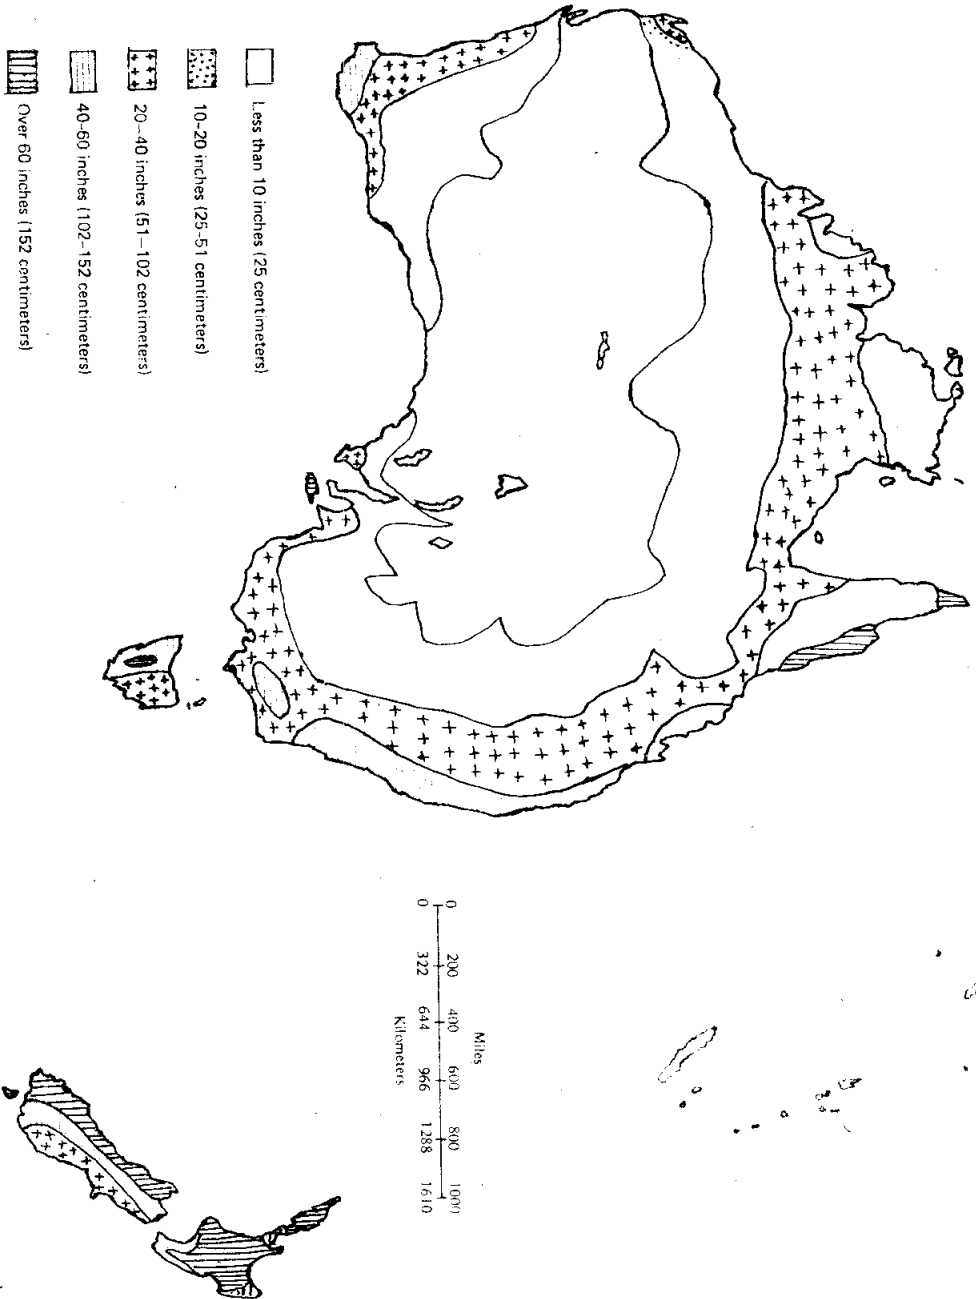 Less than 10 inches (25 centimeters)
10-20 inches (25-51 centimeters)
20-40 inches (51-102 centimeters)
40-60 inches (102-152 centimeters)
Over 60 inches (152 centimeters)
Miles
0 200 400 600 800 1000
0 322 644 966 1288 1610
Kilometers